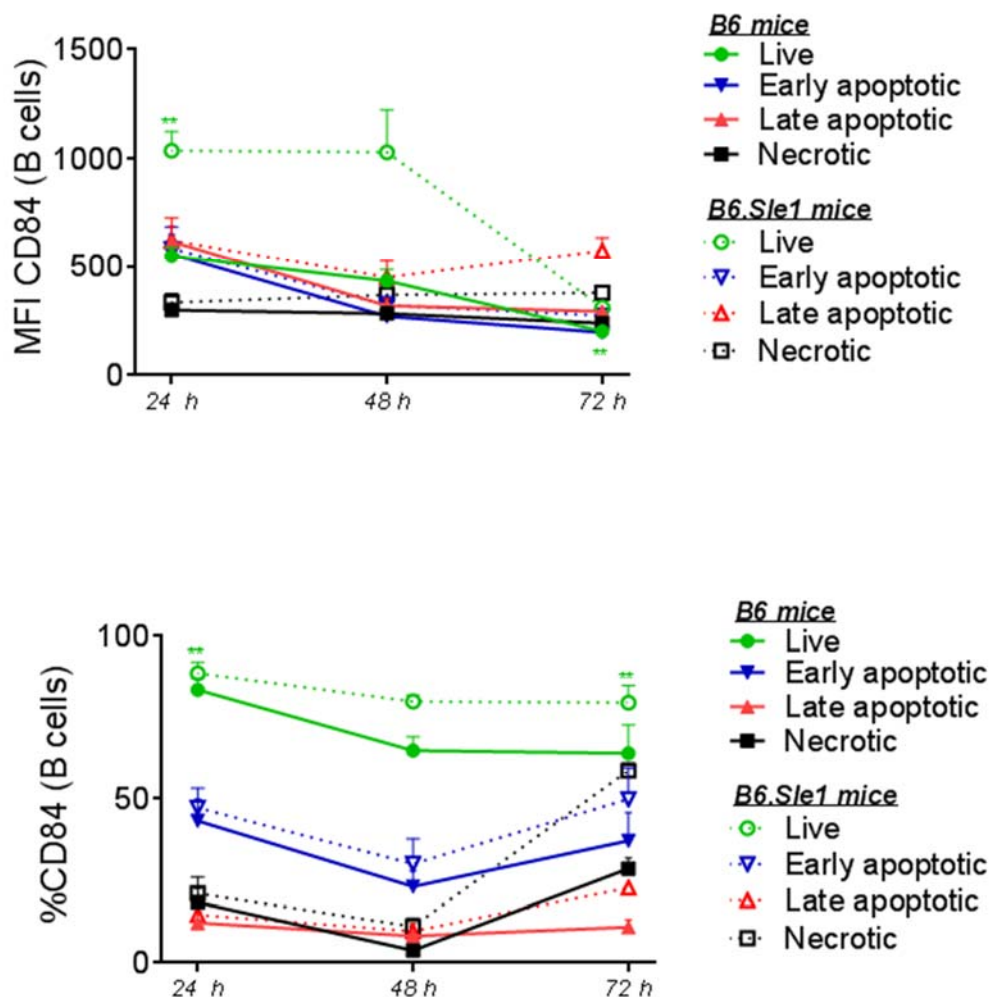 MFI CD84 (B cells)
1500
1000
500
0
**
**
24 h
48 h
72 h
B6 mice
Live
Early apoptotic
Late apoptotic
Necrotic
B6.Sle1 mice
Live
Early apoptotic
Late apoptotic
Necrotic
%CD84 (B cells)
100
50
0
**
**
24 h
48 h
72 h
B6 mice
Live
Early apoptotic
Late apoptotic
Necrotic
B6.Sle1 mice
Live
Early apoptotic
Late apoptotic
Necrotic